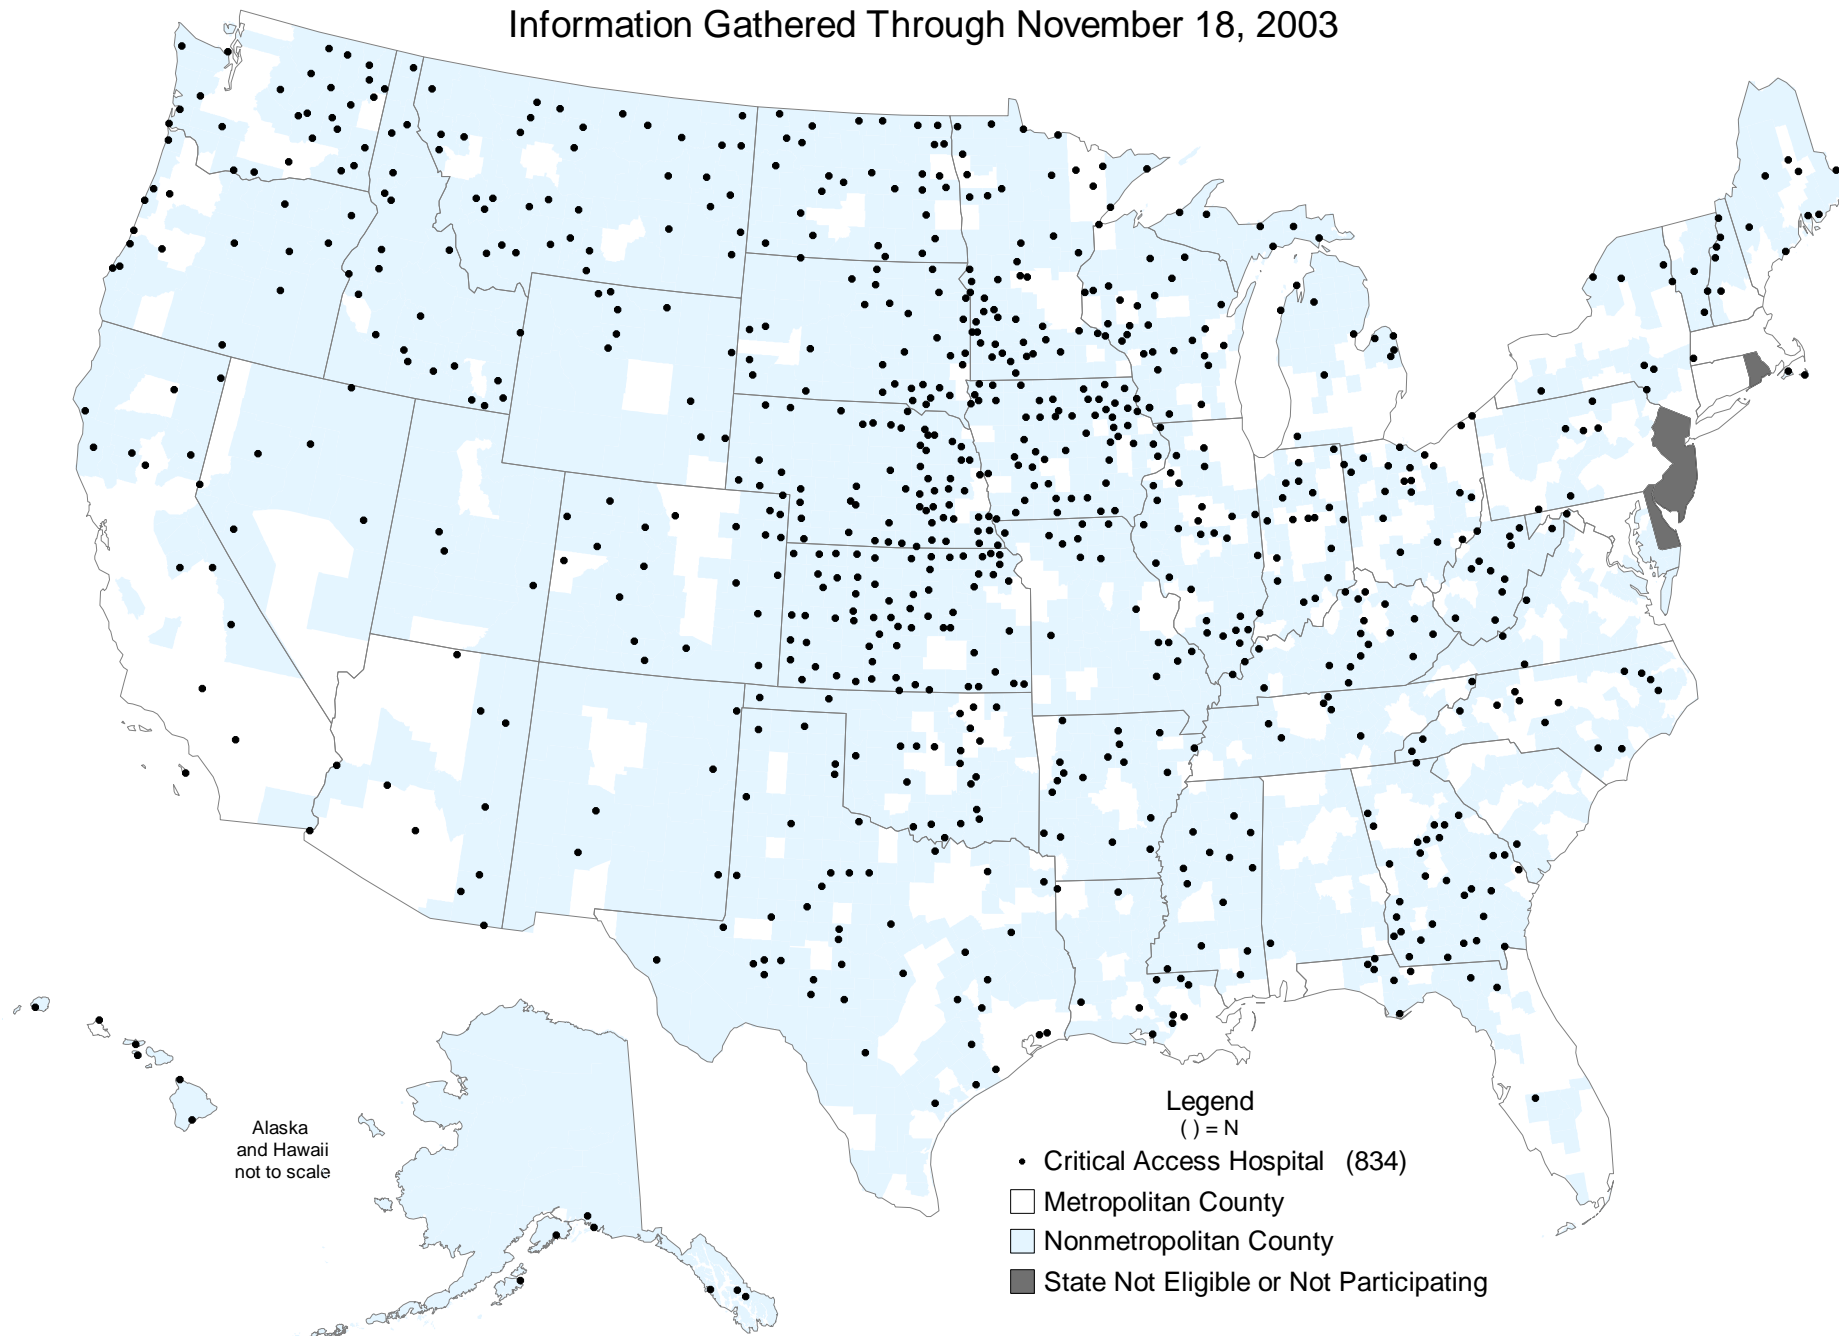 Information Gathered Through November 18, 2003
Alaska
and Hawaii
not to scale
Legend
( ) = N
Critical Access Hospital (834)
Metropolitan County
Nonmetropolitan County
State Not Eligible or Not Participating